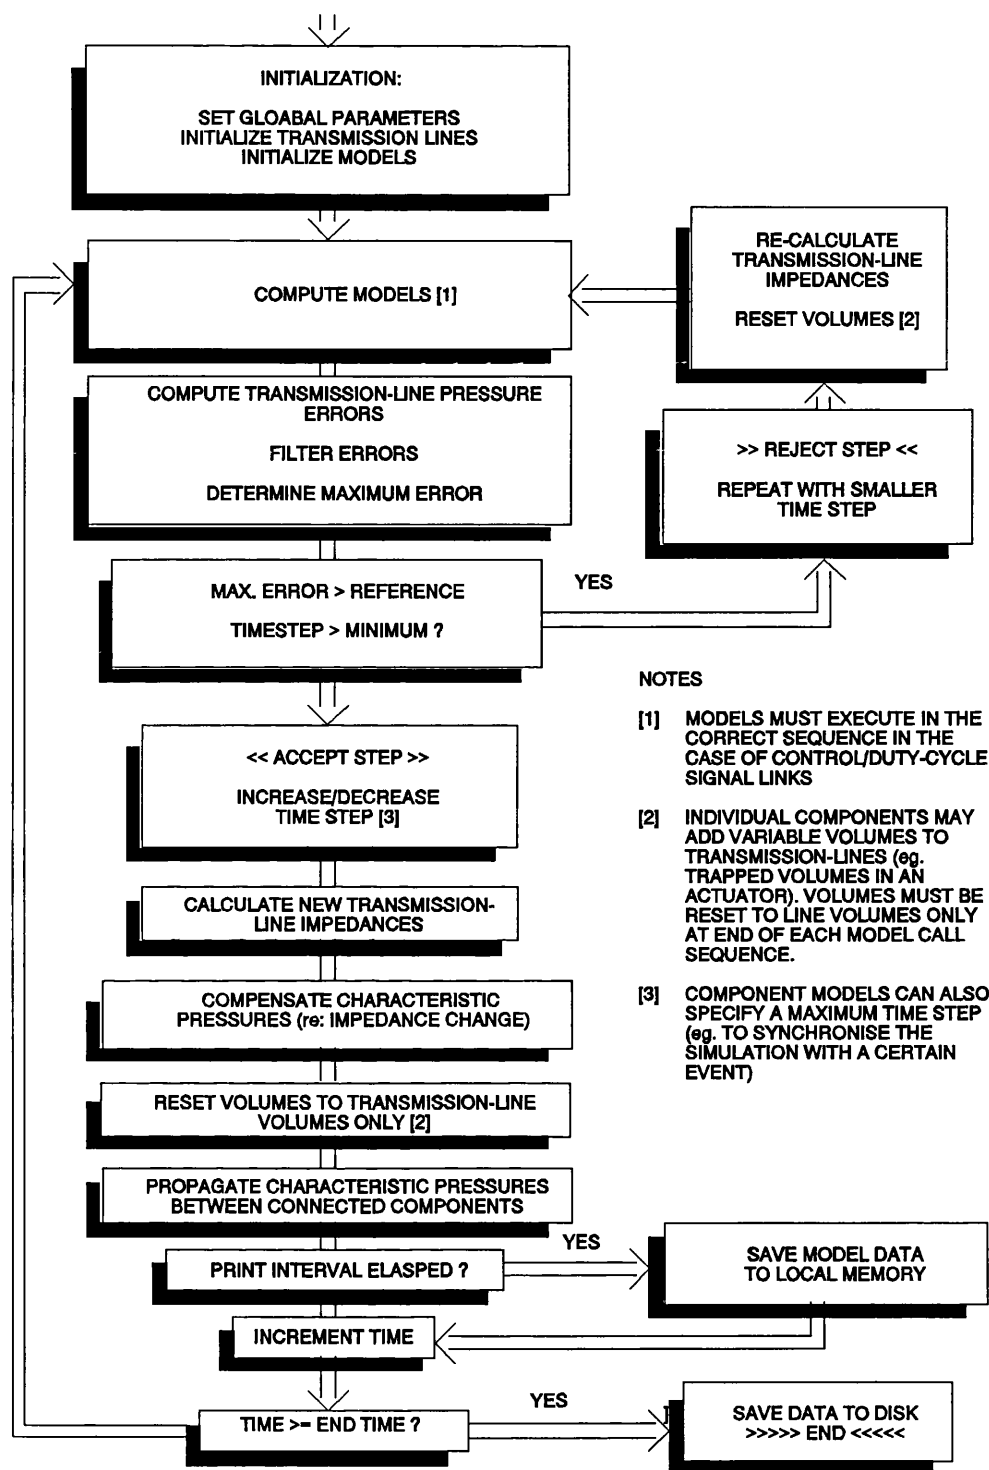 INITIALIZATION:
SET GLOABAL PARAMETERS
INITIALIZE TRANSMISSION LINES
INITIALIZE MODELS
COMPUTE MODELS [1]
RE-CALCULATE
TRANSMISSION-LINE
IMPEDANCES
RESET VOLUMES [2]
COMPUTE TRANSMISSION-LINE PRESSURE
ERRORS
FILTER ERRORS
DETERMINE MAXIMUM ERROR
>> REJECT STEP <<
REPEAT WITH SMALLER
TIME STEP
MAX. ERROR > REFERENCE
TIMESTEP > MINIMUM ?
YES
<< ACCEPT STEP >>
INCREASE/DECREASE
TIME STEP [3]
CALCULATE NEW TRANSMISSION-
LINE IMPEDANCES
COMPENSATE CHARACTERISTIC
PRESSURES (re: IMPEDANCE CHANGE)
RESET VOLUMES TO TRANSMISSION-LINE
VOLUMES ONLY [2]
PROPAGATE CHARACTERISTIC PRESSURES
BETWEEN CONNECTED COMPONENTS
PRINT INTERVAL ELASPED ?
YES
SAVE MODEL DATA
TO LOCAL MEMORY
INCREMENT TIME
TIME >= END TIME ?
YES
SAVE DATA TO DISK
>>>>> END <<<<<
NOTES
[1] MODELS MUST EXECUTE IN THE
CORRECT SEQUENCE IN THE
CASE OF CONTROL/DUTY-CYCLE
SIGNAL LINKS
[2] INDIVIDUAL COMPONENTS MAY
ADD VARIABLE VOLUMES TO
TRANSMISSION-LINES (eg.
TRAPPED VOLUMES IN AN
ACTUATOR). VOLUMES MUST BE
RESET TO LINE VOLUMES ONLY
AT END OF EACH MODEL CALL
SEQUENCE.
[3] COMPONENT MODELS CAN ALSO
SPECIFY A MAXIMUM TIME STEP
(eg. TO SYNCHRONISE THE
SIMULATION WITH A CERTAIN
EVENT)